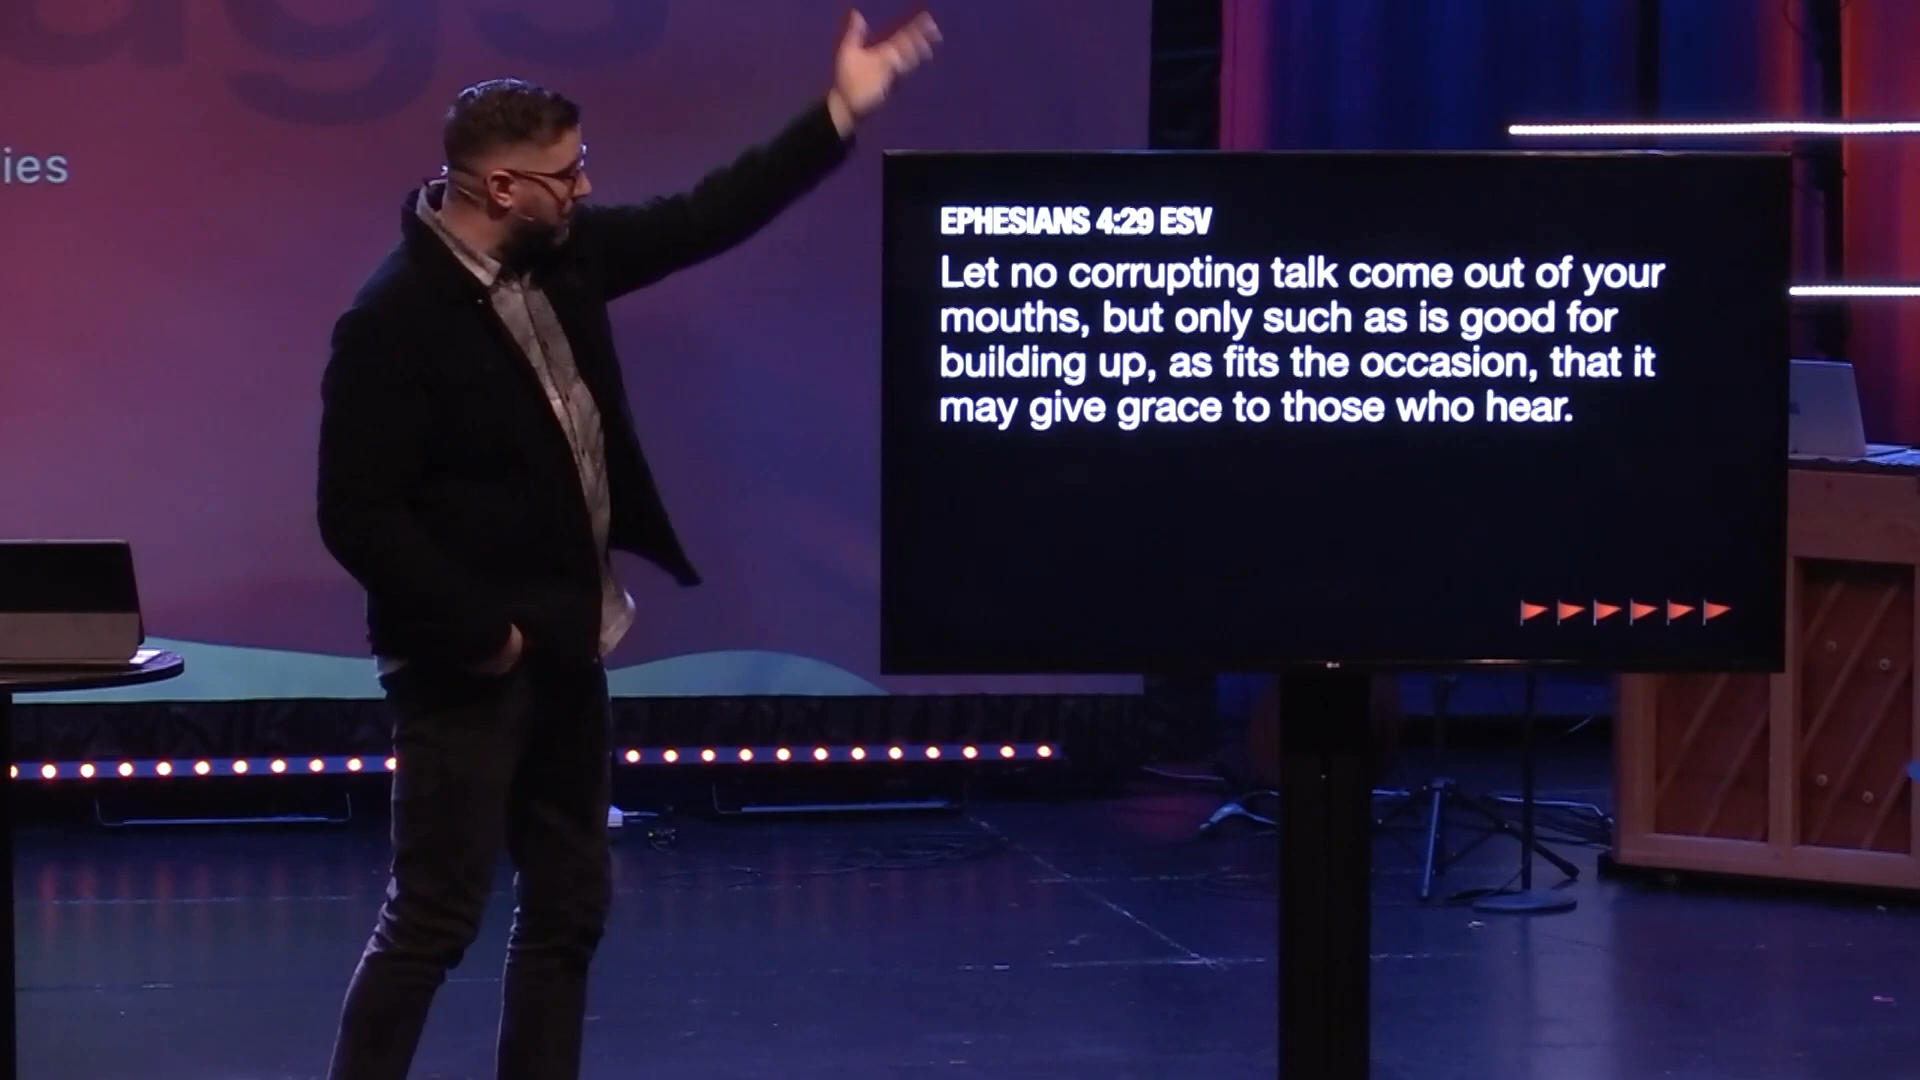 ags
ies
EPHESIANS 4:29 ESV
Let no corrupting talk come out of your
mouths, but only such as is good for
building up, as fits the occasion, that it
may give grace to those who hear.